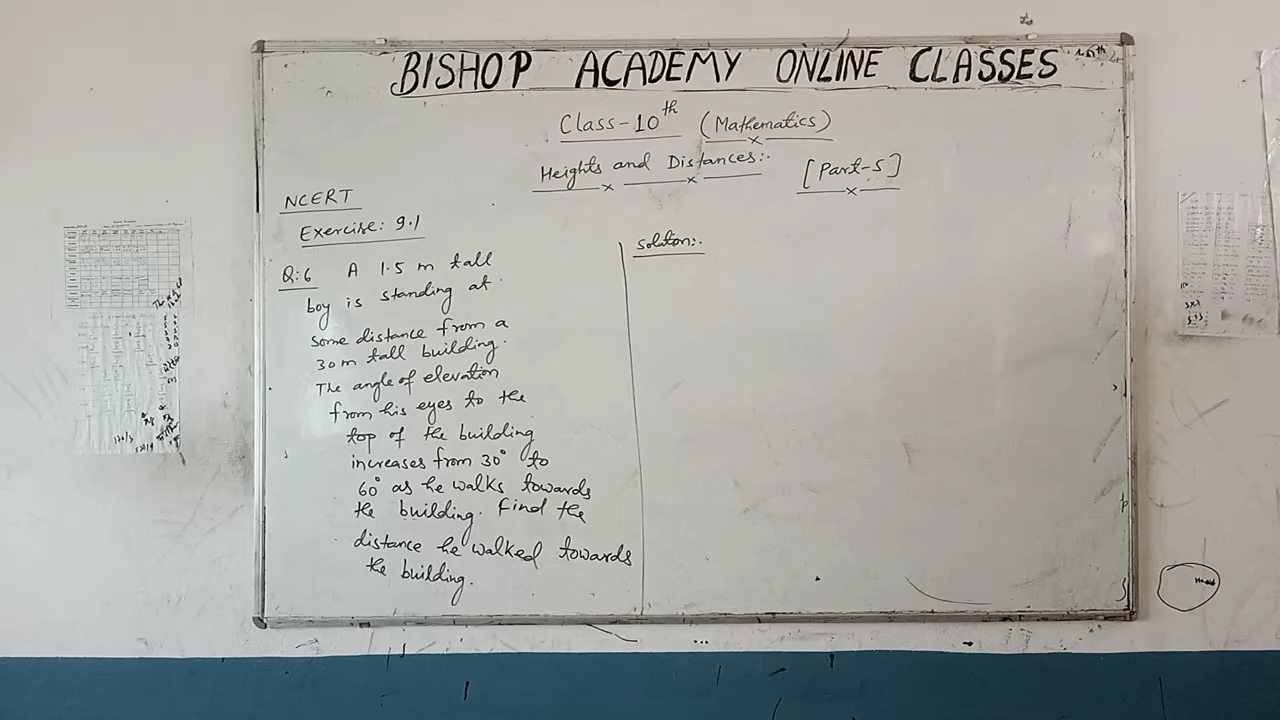 BISHOP ACADEMY ONLINE CLASSES
Class-10th (Mathematics)
Heights and Distances:. [Part-5]
NCERT
Exercise: 9.1
Q:6 A 1.5 m tall
boy is standing at
some distance from a
30m tall building.
The angle of elevation
from his eyes to the
top of the building
increases from 30° to
60° as he walks towards
the building. Find the
distance he walked towards
the building.
Solution:.